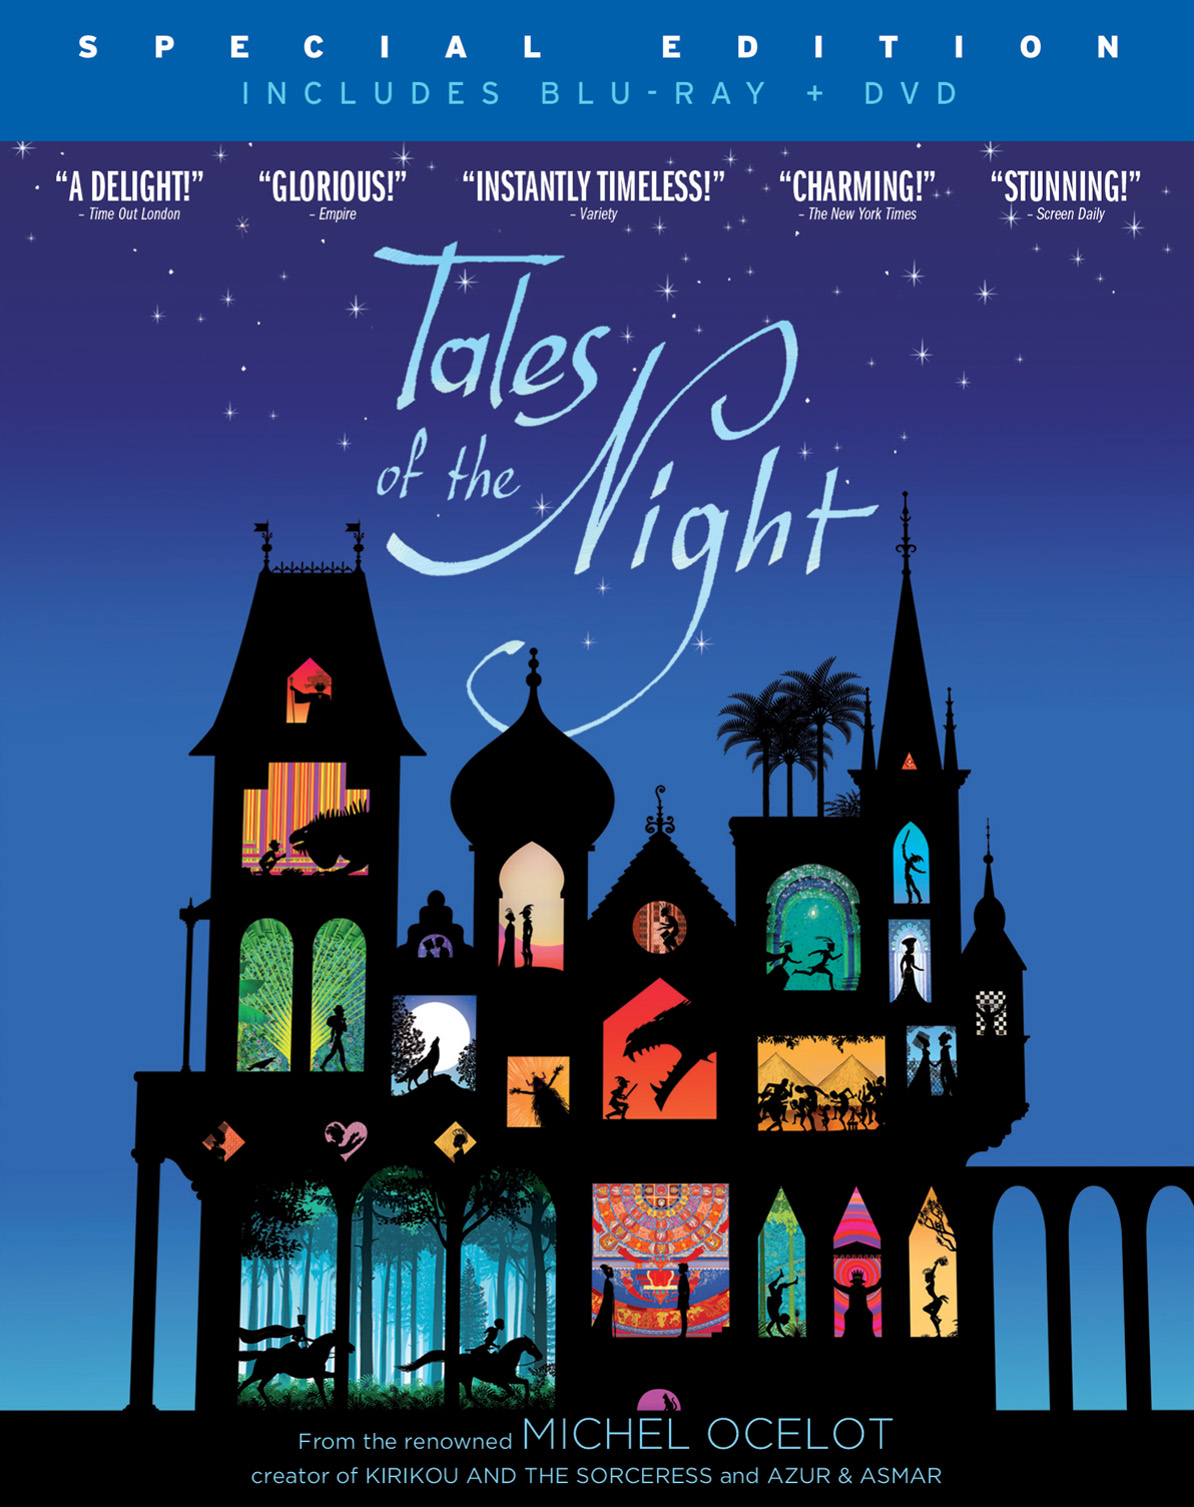 SPECIAL EDITION
INCLUDES BLU-RAY + DVD
“A DELIGHT!” “GLORIOUS!” “INSTANTLY TIMELESS!” “CHARMING!” “STUNNING!”
– Time Out London – Empire – Variety – The New York Times – Screen Daily
Tales
of the Night
From the renowned MICHEL OCELOT
creator of KIRIKOU AND THE SORCERESS and AZUR & ASMAR